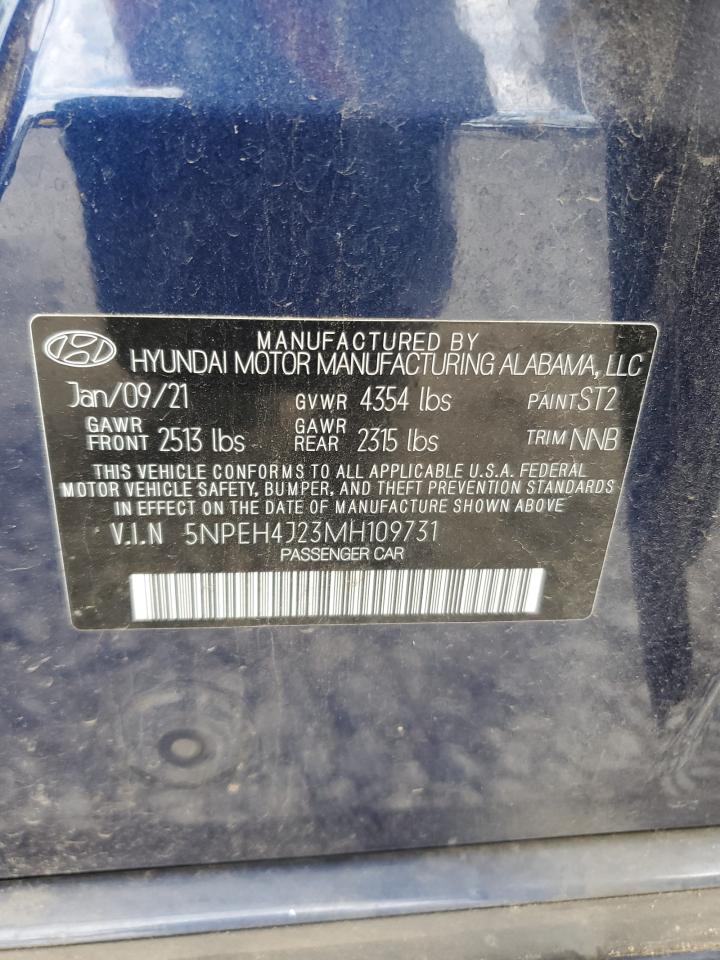 MANUFACTURED BY
HYUNDAI MOTOR MANUFACTURING ALABAMA, LLC
Jan/09/21 GVWR 4354 lbs PAINT ST2
GAWR FRONT 2513 lbs GAWR REAR 2315 lbs TRIM NNB
THIS VEHICLE CONFORMS TO ALL APPLICABLE U.S.A. FEDERAL
MOTOR VEHICLE SAFETY, BUMPER, AND THEFT PREVENTION STANDARDS
IN EFFECT ON THE DATE OF MANUFACTURE SHOWN ABOVE
V.I.N 5NPEH4J23MH109731
PASSENGER CAR